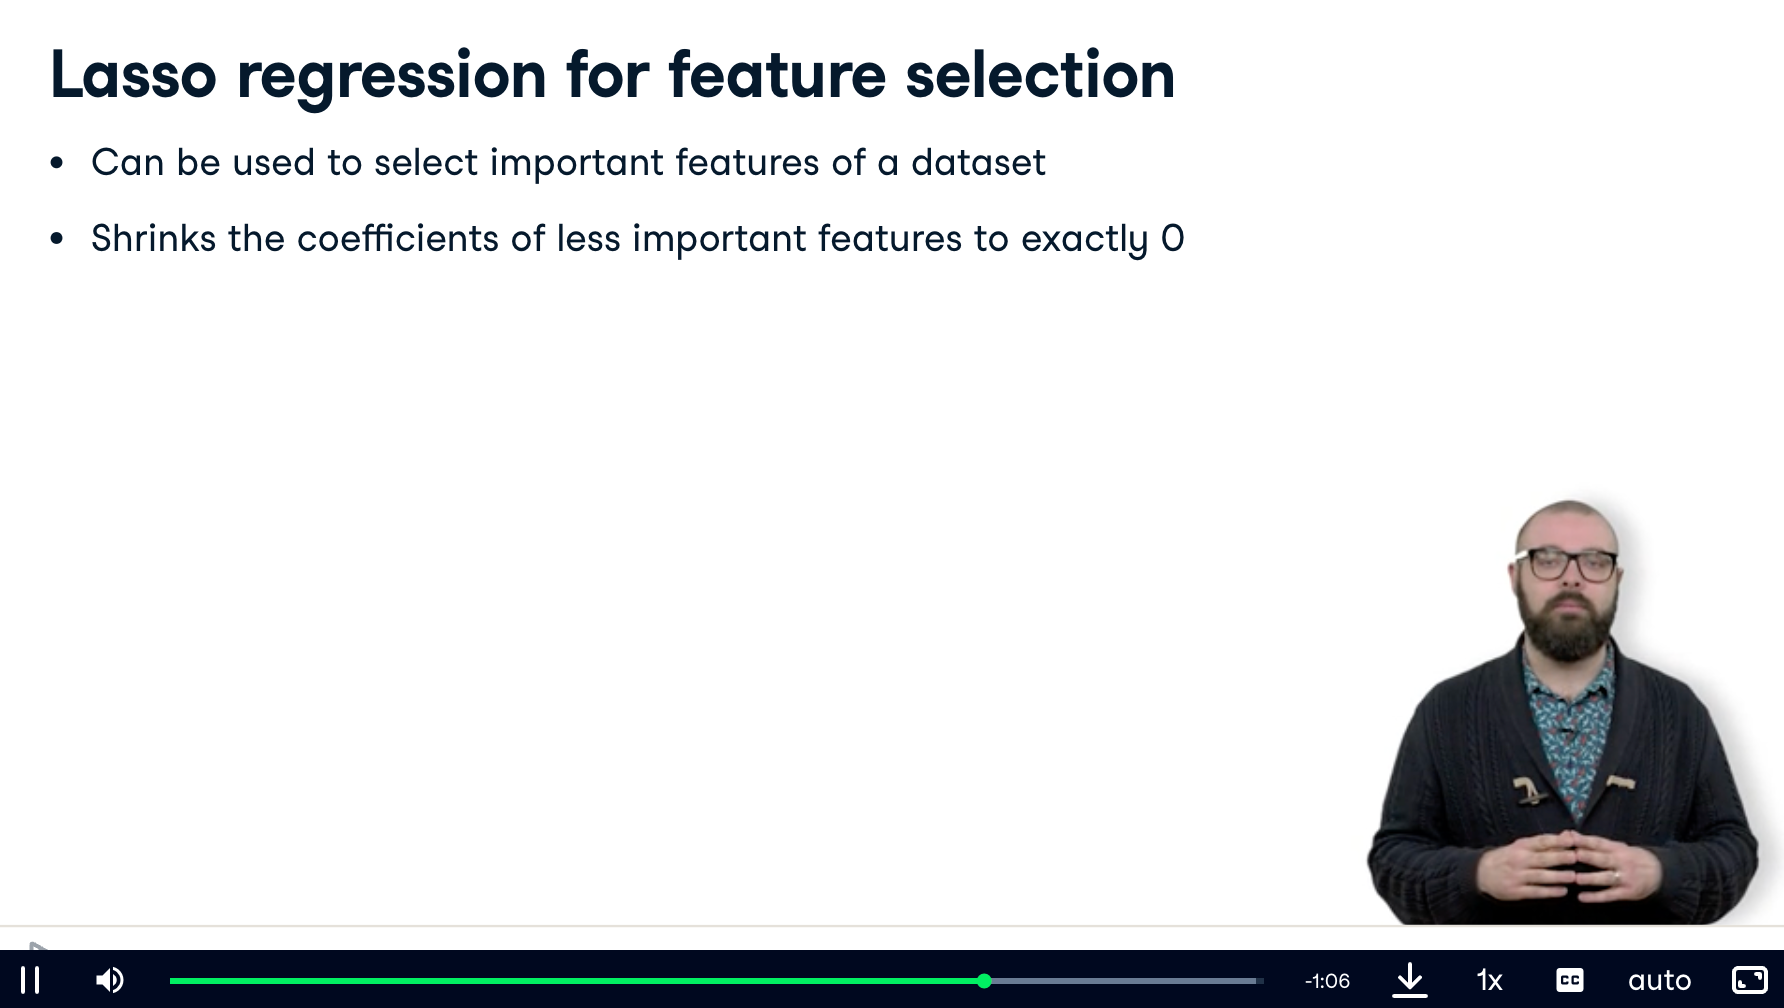 Lasso regression for feature selection
• Can be used to select important features of a dataset
• Shrinks the coefficients of less important features to exactly 0
-1:06
1x
CC
auto